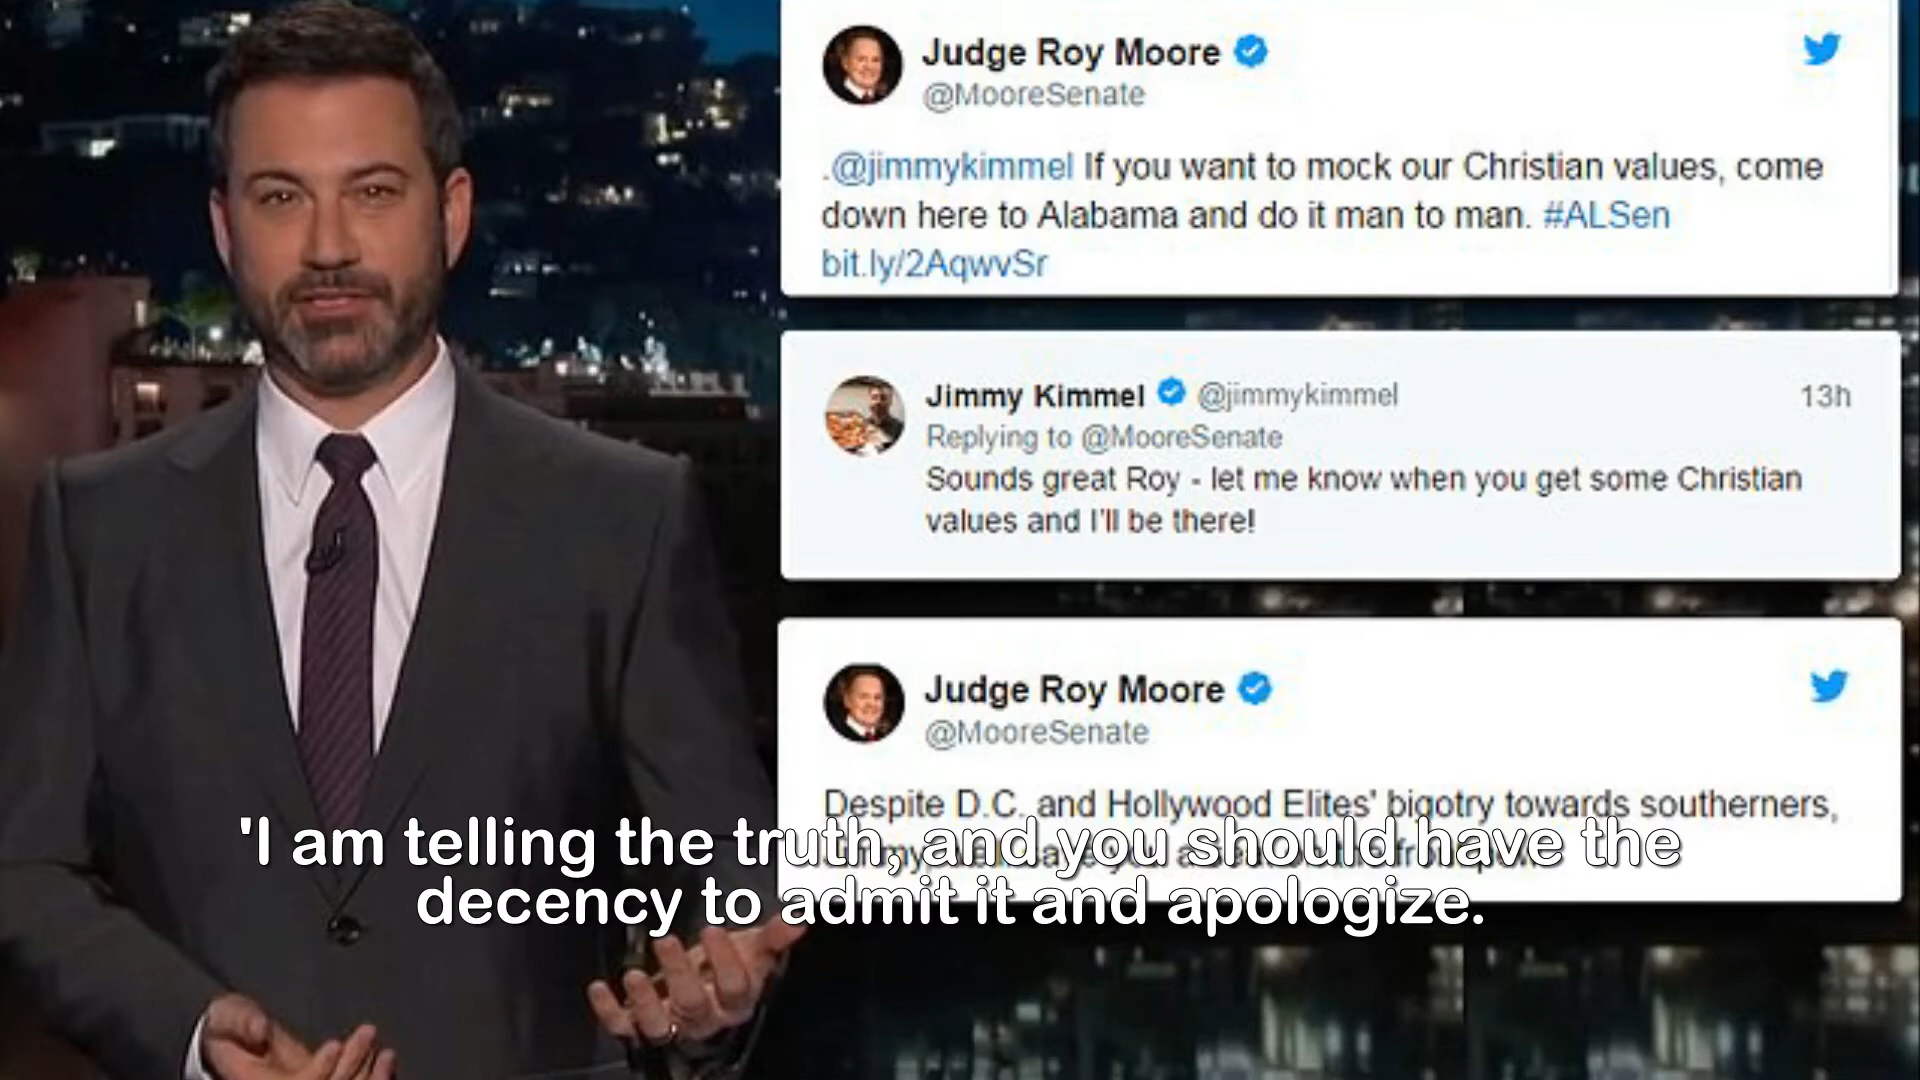 Judge Roy Moore
@MooreSenate
.@jimmykimmel If you want to mock our Christian values, come
down here to Alabama and do it man to man. #ALSen
bit.ly/2AqwvSr
Jimmy Kimmel @jimmykimmel 13h
Replying to @MooreSenate
Sounds great Roy - let me know when you get some Christian
values and I'll be there!
Judge Roy Moore
@MooreSenate
Despite D.C. and Hollywood Elites' bigotry towards southerners,
'I am telling the truth, and you should have the
decency to admit it and apologize.